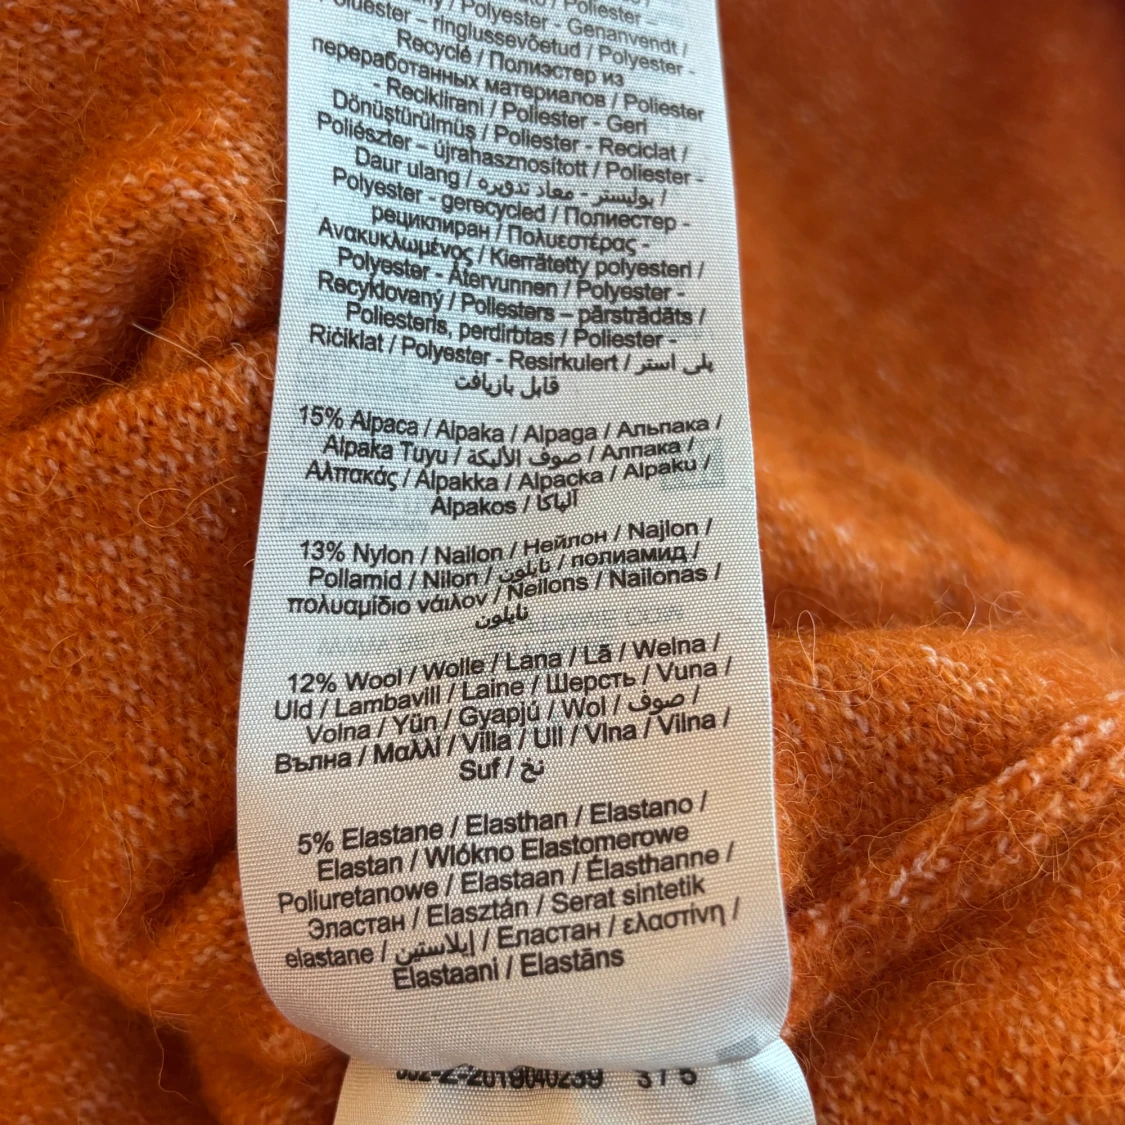 / Polyester - Genanvendt /
Poluester – ringlussevõetud / Polyester -
Recyclé / Полиэстер из
переработанных материалов / Poliester
- Reciklirani / Poliester - Geri
Dönüştürülmüş / Poliester - Reciclat /
Poliészter – újrahasznosított / Poliester -
Daur ulang / بوليستر - معاد تدويره /
Polyester - gerecycled / Полиестер -
рециклиран / Πολυεστέρας -
Ανακυκλωμένος / Kierrätetty polyesteri /
Polyester - Återvunnen / Polyester -
Recyklovaný / Poliesters – pārstrādāts /
Poliesteris, perdirbtas / Poliester -
Riċiklat / Polyester - Resirkulert / پلی استر
قابل بازیافت
15% Alpaca / Alpaka / Alpaga / Альпака /
Alpaka Tuyu / صوف الألبكة / Алпака /
Αλπακάς / Alpakka / Alpacka / Alpaku /
Alpakos / آلپاکا
13% Nylon / Nailon / Нейлон / Najlon /
Poliamid / Nilon / نايلون / полиамид /
πολυαμίδιο νάιλον / Neilons / Nailonas /
نایلون
12% Wool / Wolle / Lana / Lã / Wełna /
Uld / Lambavill / Laine / Шерсть / Vuna /
Volna / Yün / Gyapjú / Wol / صوف /
Вълна / Μαλλί / Villa / Ull / Vlna / Vilna /
Suf / نخ
5% Elastane / Elasthan / Elastano /
Elastan / Włókno Elastomerowe
Poliuretanowe / Elastaan / Élasthanne /
Эластан / Elasztán / Serat sintetik
elastane / إيلاستين / Еластан / ελαστίνη /
Elastaani / Elastāns